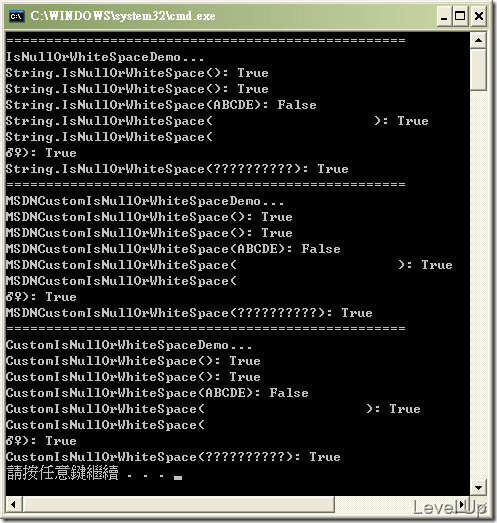 C:\WINDOWS\system32\cmd.exe
==================================================
IsNullOrWhiteSpaceDemo...
String.IsNullOrWhiteSpace(): True
String.IsNullOrWhiteSpace(): True
String.IsNullOrWhiteSpace(ABCDE): False
String.IsNullOrWhiteSpace(                    ): True
String.IsNullOrWhiteSpace(
♂♀): True
String.IsNullOrWhiteSpace(??????????): True
==================================================
MSDNCustomIsNullOrWhiteSpaceDemo...
MSDNCustomIsNullOrWhiteSpace(): True
MSDNCustomIsNullOrWhiteSpace(): True
MSDNCustomIsNullOrWhiteSpace(ABCDE): False
MSDNCustomIsNullOrWhiteSpace(                    ): True
MSDNCustomIsNullOrWhiteSpace(
♂♀): True
MSDNCustomIsNullOrWhiteSpace(??????????): True
==================================================
CustomIsNullOrWhiteSpaceDemo...
CustomIsNullOrWhiteSpace(): True
CustomIsNullOrWhiteSpace(): True
CustomIsNullOrWhiteSpace(ABCDE): False
CustomIsNullOrWhiteSpace(                    ): True
CustomIsNullOrWhiteSpace(
♂♀): True
CustomIsNullOrWhiteSpace(??????????): True
請按任意鍵繼續 . . .
Level Up